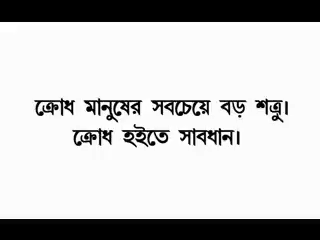 ক্রোধ মানুষের সবচেয়ে বড় শত্রু।
ক্রোধ হইতে সাবধান।